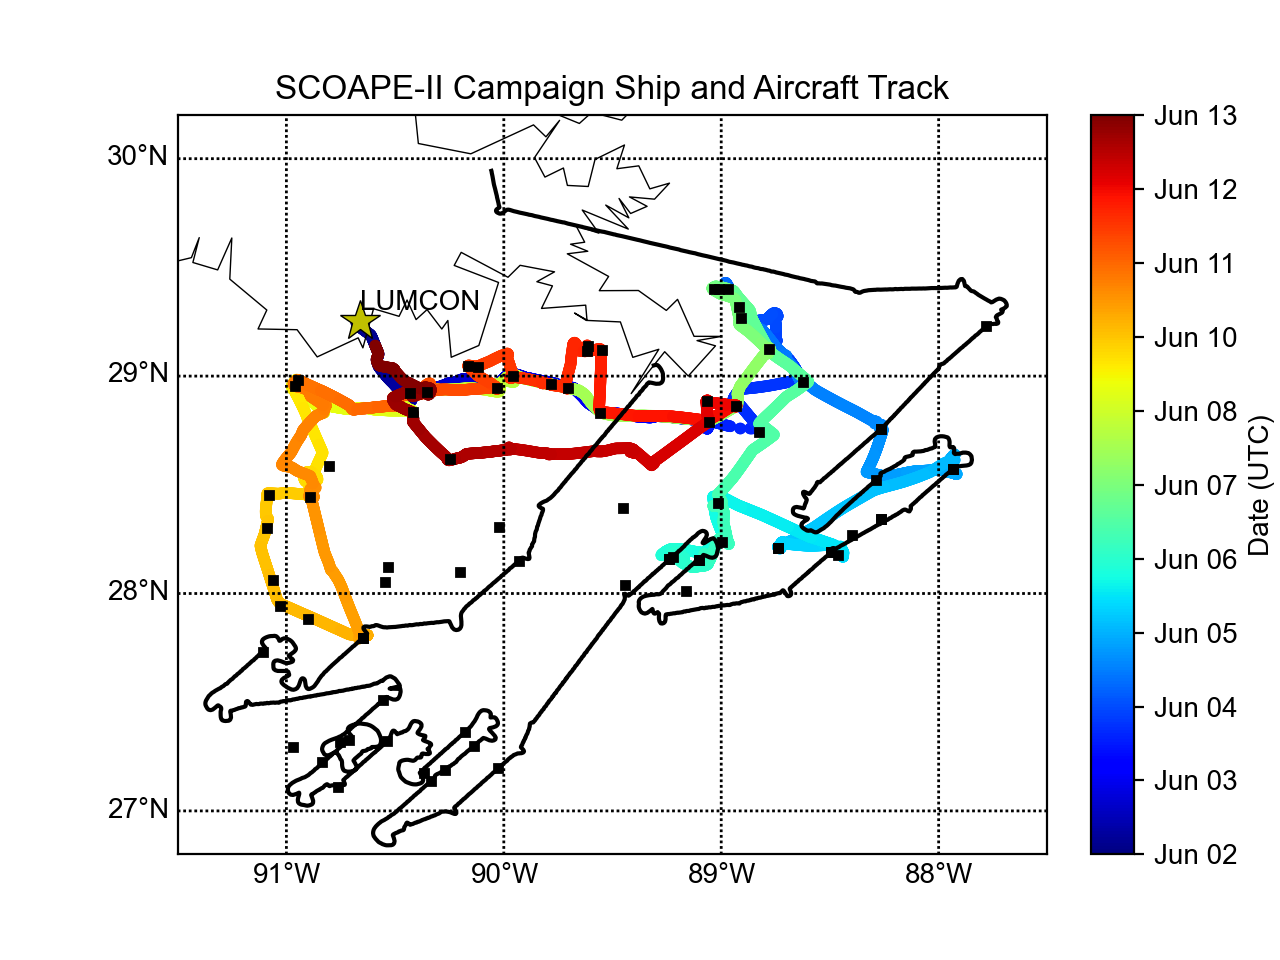 SCOAPE-II Campaign Ship and Aircraft Track
30°N
29°N
28°N
27°N
LUMCON
91°W
90°W
89°W
88°W
Jun 13
Jun 12
Jun 11
Jun 10
Jun 08
Jun 07
Jun 06
Jun 05
Jun 04
Jun 03
Jun 02
Date (UTC)